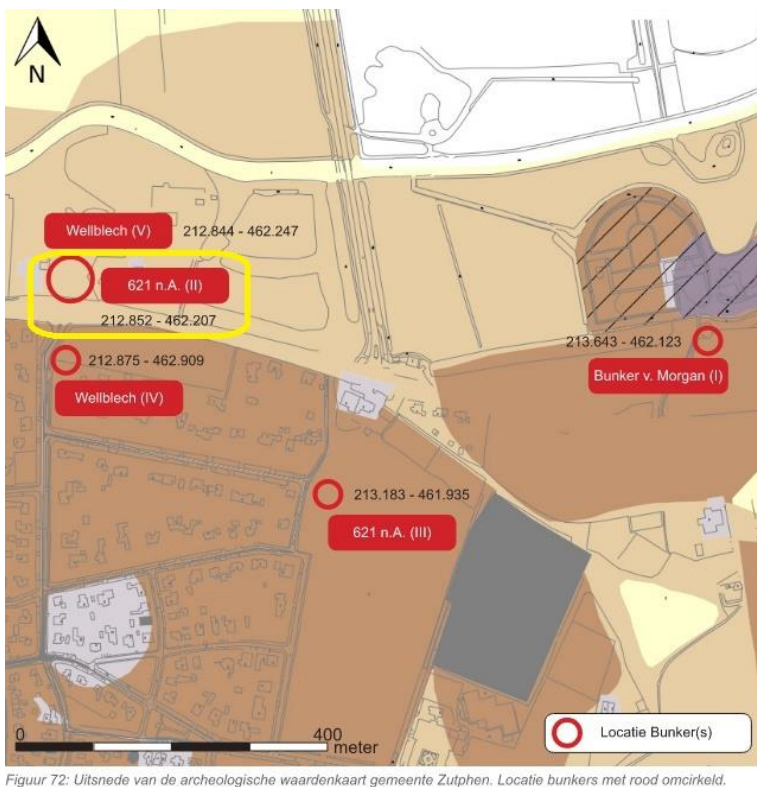 N
Wellblech (V) 212.844 - 462.247
621 n.A. (II)
212.852 - 462.207
212.875 - 462.909
Wellblech (IV)
213.643 - 462.123
Bunker v. Morgan (I)
213.183 - 461.935
621 n.A. (III)
0 400
meter
Locatie Bunker(s)
Figuur 72: Uitsnede van de archeologische waardenkaart gemeente Zutphen. Locatie bunkers met rood omcirkeld.